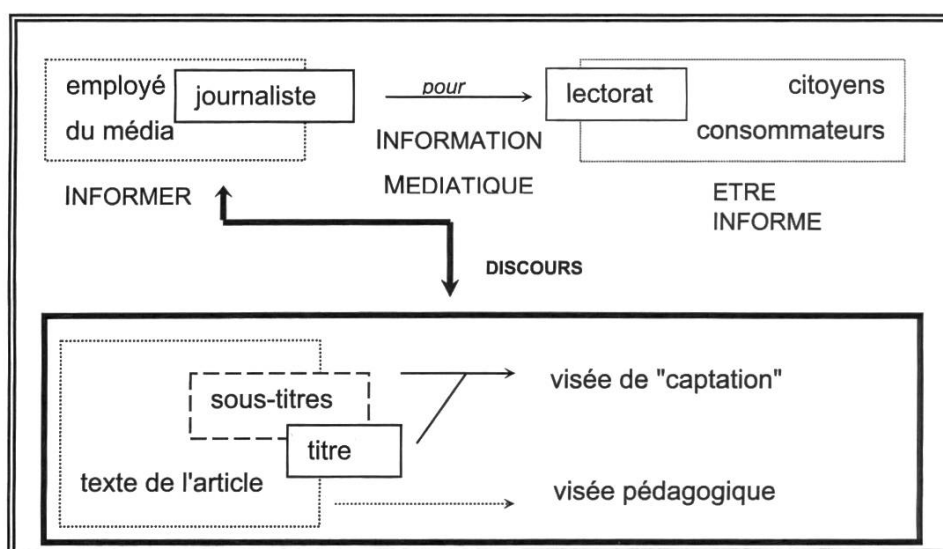 employé
du média
journaliste
pour
lectorat
citoyens
consommateurs
INFORMATION
MEDIATIQUE
INFORMER
ETRE
INFORME
DISCOURS
sous-titres
titre
texte de l'article
visée de "captation"
visée pédagogique